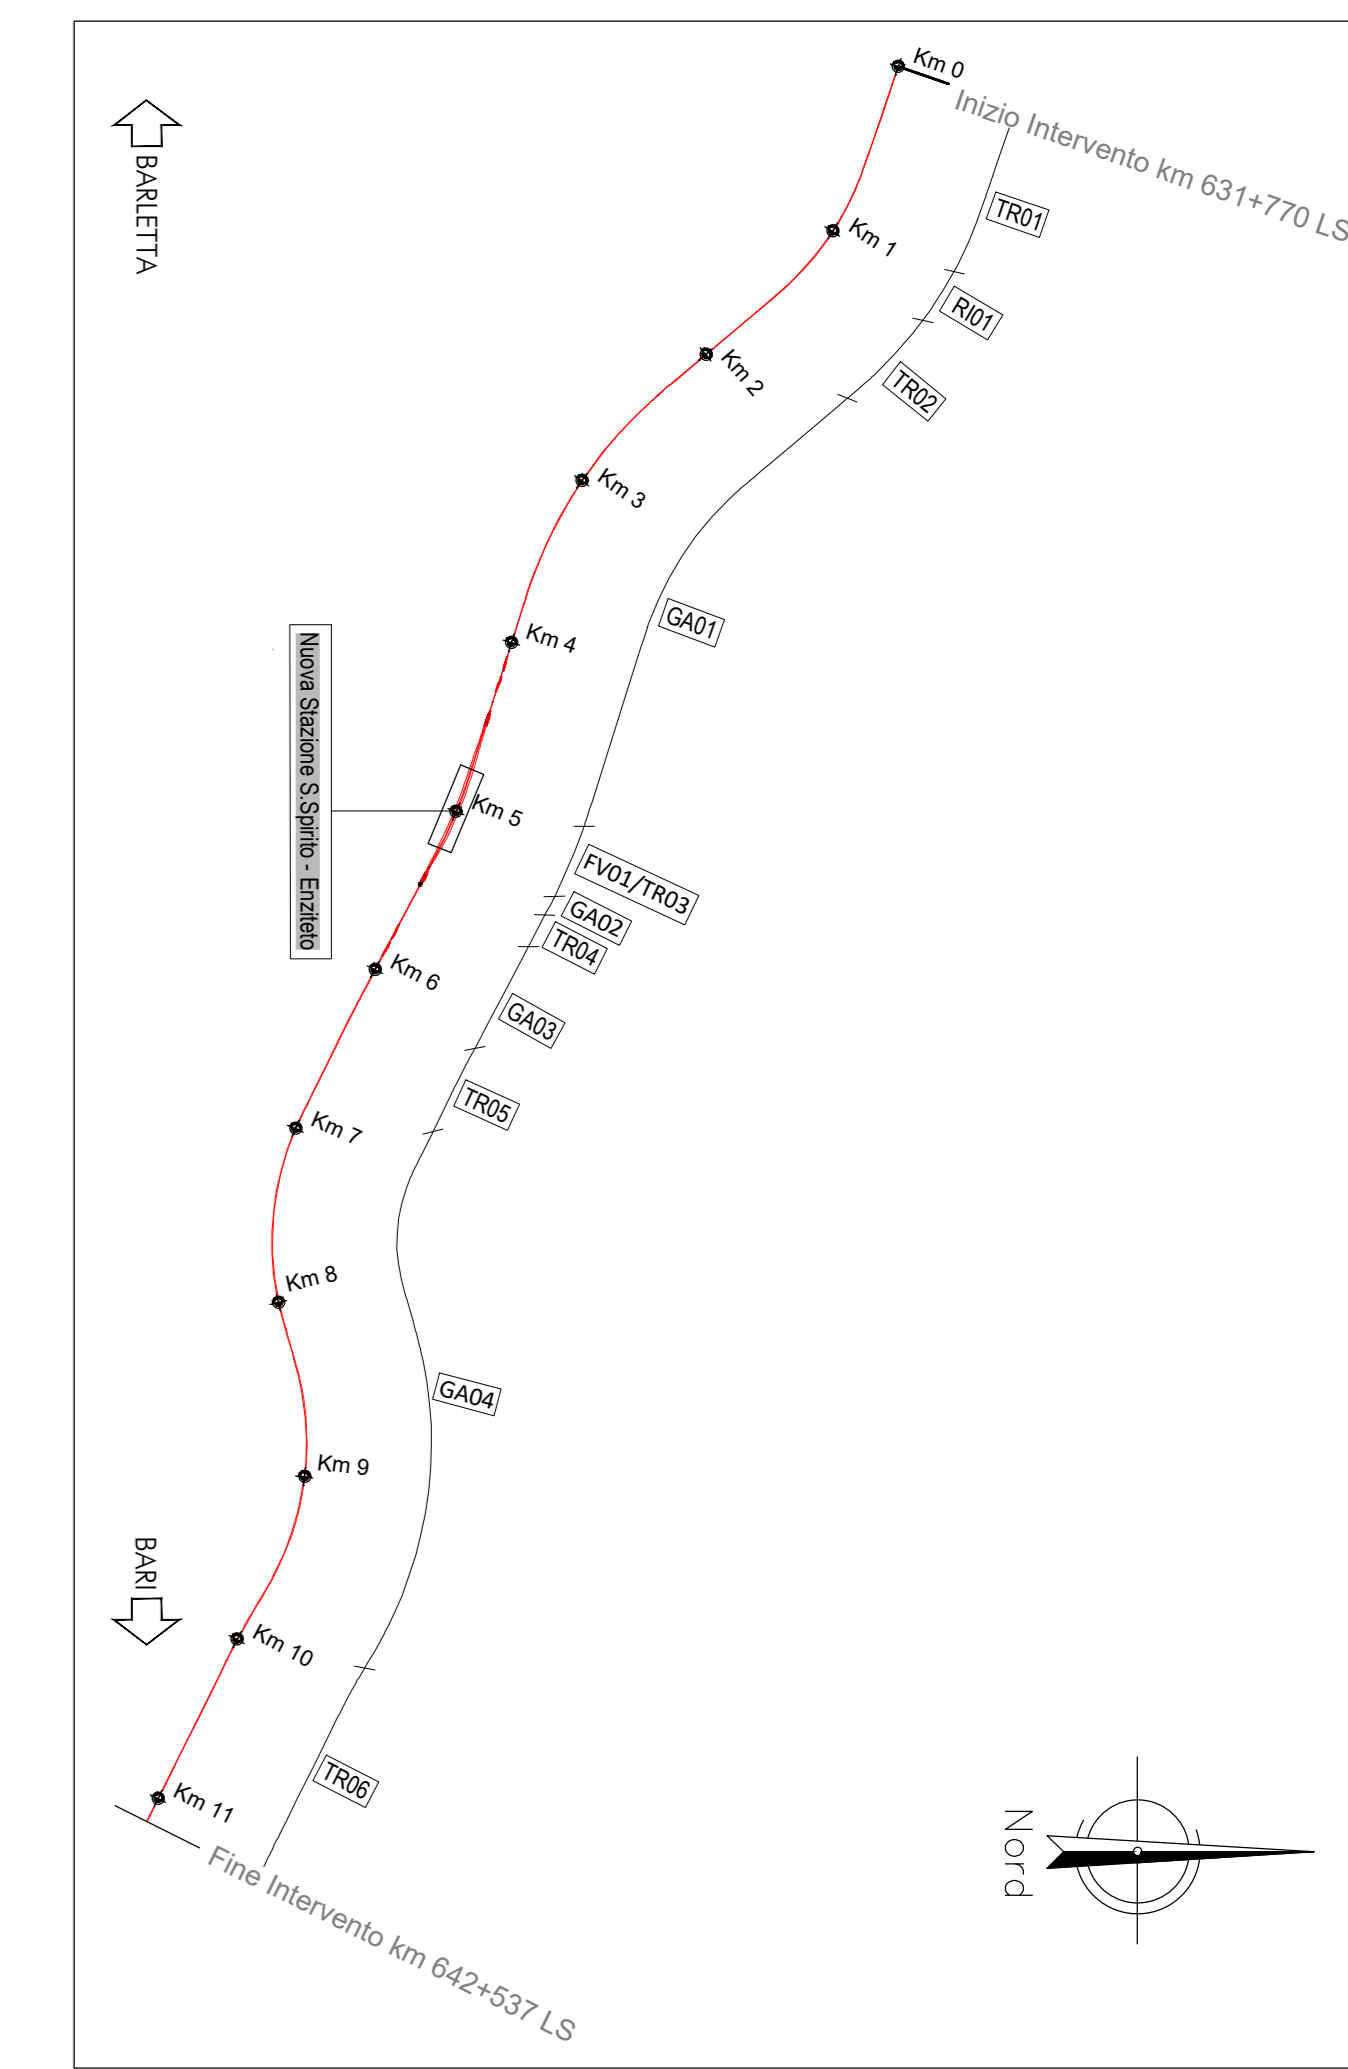 Km 0
Inizio Intervento km 631+770 LS
BARLETTA
TR01
Km 1
RI01
Km 2
TR02
Km 3
GA01
Km 4
Nuova Stazione S.Spirito - Enziteto
Km 5
FV01/TR03
GA02
TR04
Km 6
GA03
TR05
Km 7
Km 8
GA04
Km 9
BARI
Km 10
TR06
Km 11
Fine Intervento km 642+537 LS
Nord